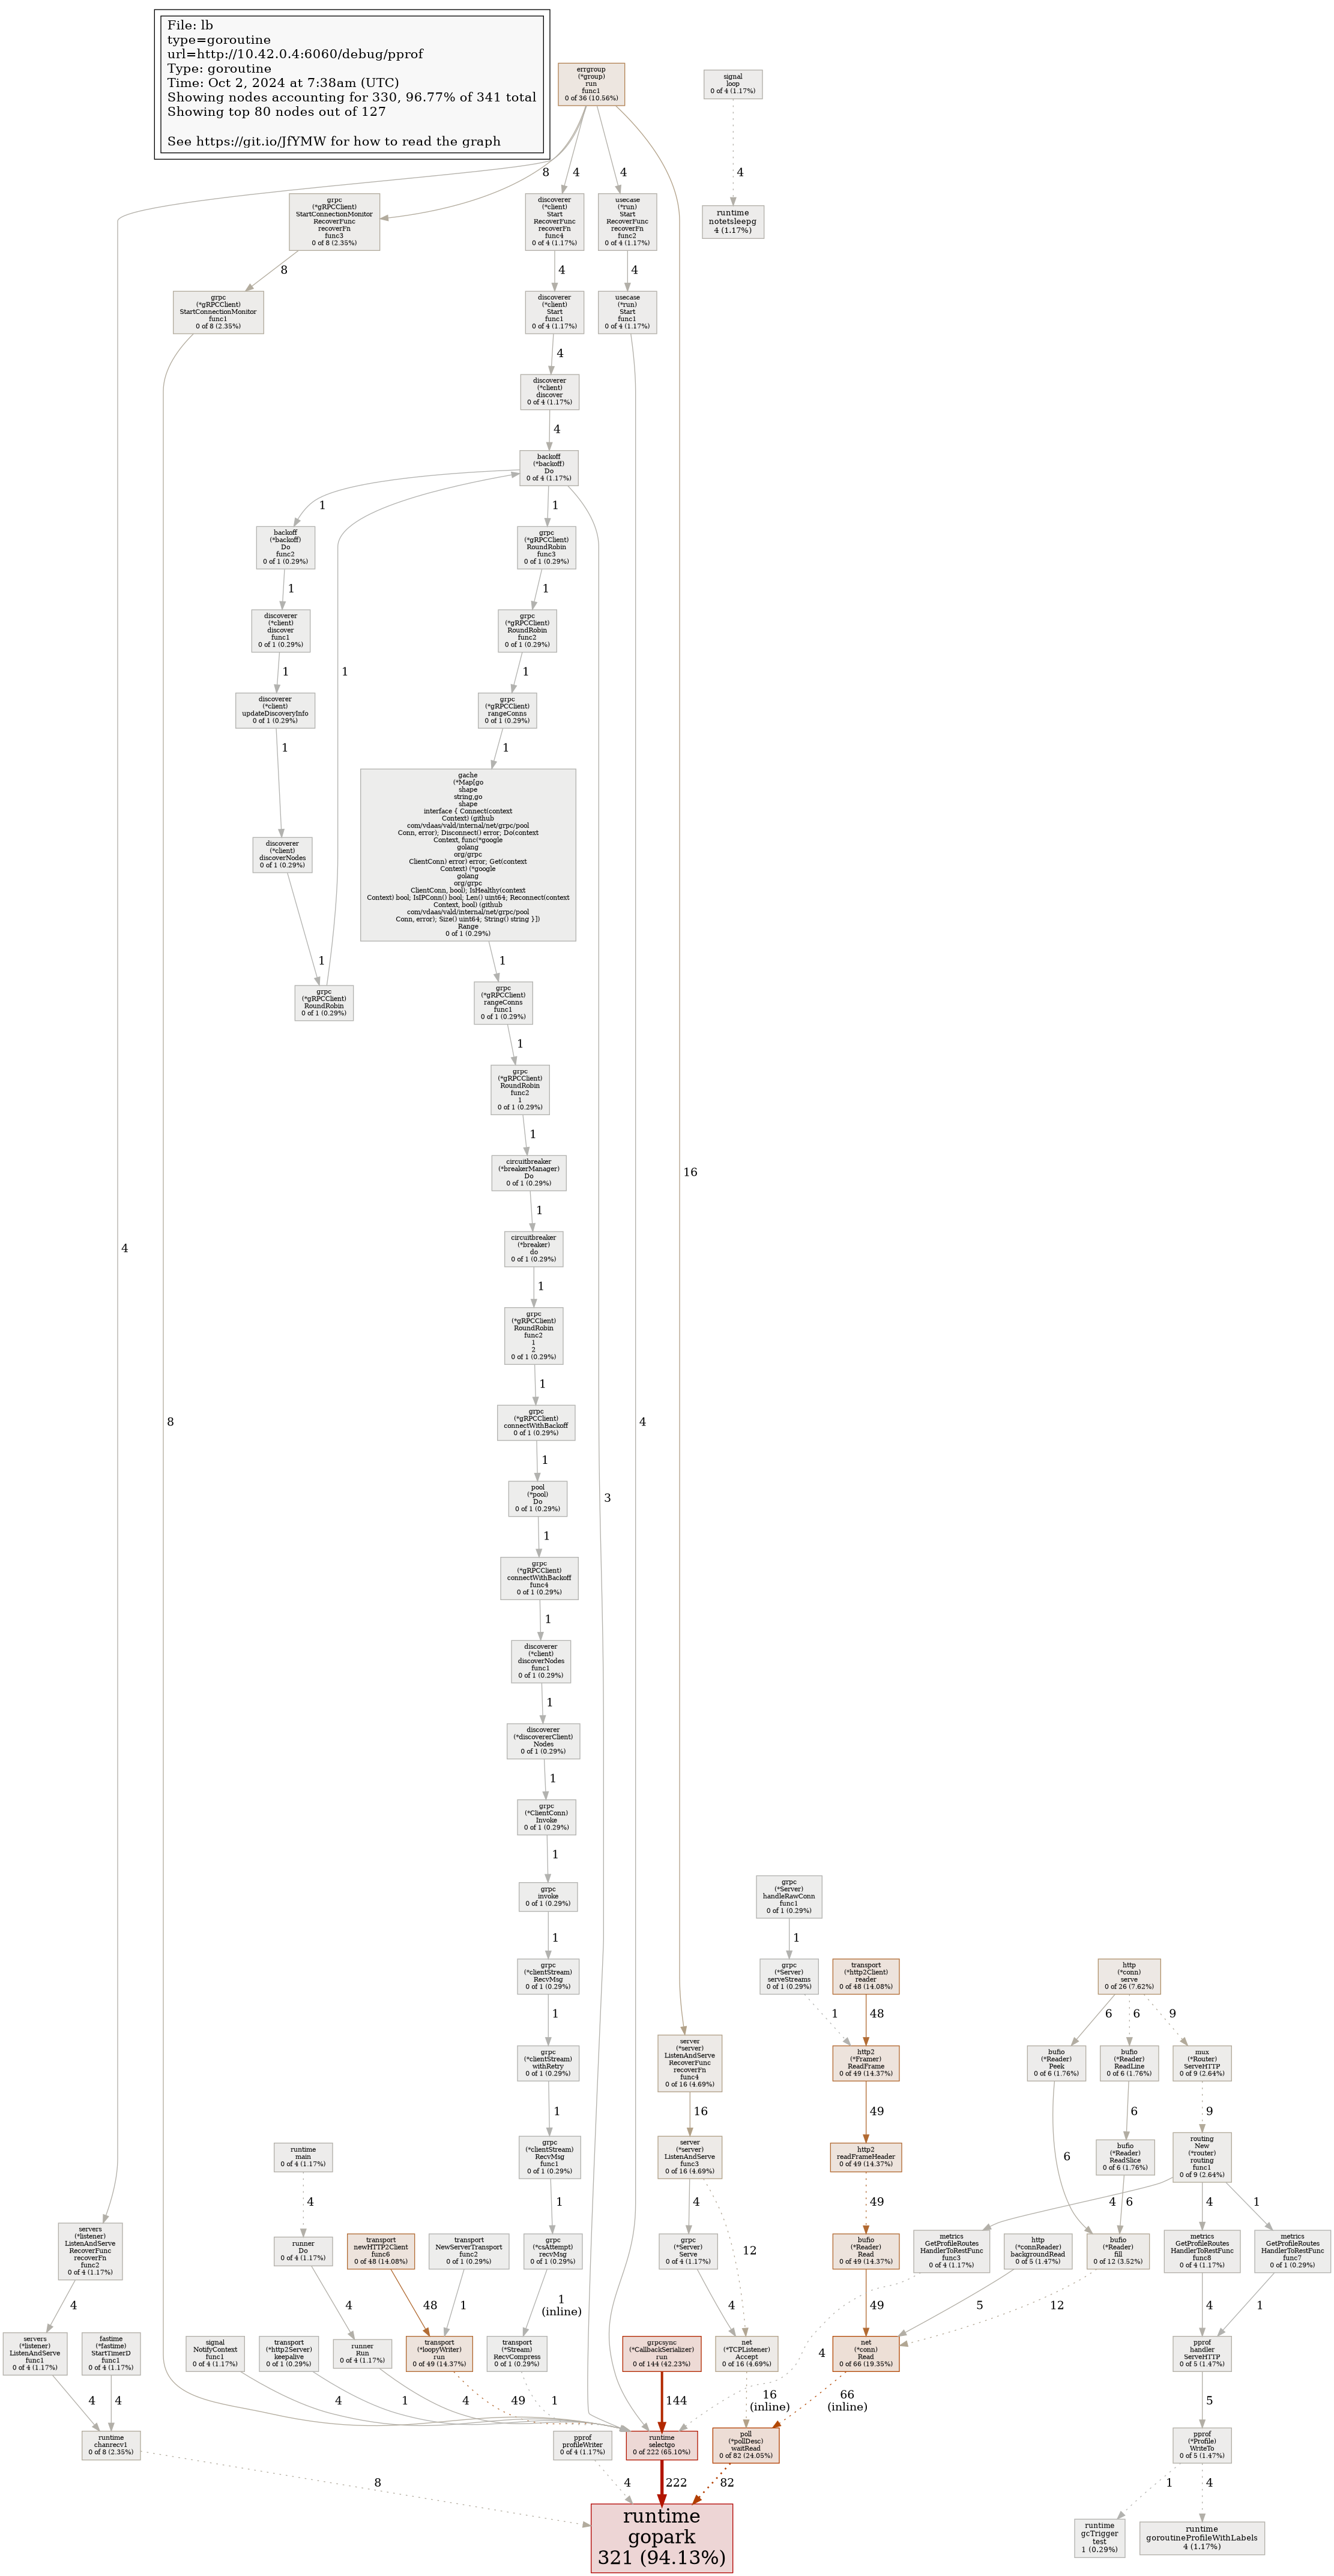 File: lb
type=goroutine
url=http://10.42.0.4:6060/debug/pprof
Type: goroutine
Time: Oct 2, 2024 at 7:38am (UTC)
Showing nodes accounting for 330, 96.77% of 341 total
Showing top 80 nodes out of 127
See https://git.io/JfYMW for how to read the graph
errgroup
(*group)
run
func1
0 of 36 (10.56%)
signal
loop
0 of 4 (1.17%)
8
4
4
4
grpc
(*gRPCClient)
StartConnectionMonitor
RecoverFunc
recoverFn
func3
0 of 8 (2.35%)
discoverer
(*client)
Start
RecoverFunc
recoverFn
func4
0 of 4 (1.17%)
usecase
(*run)
Start
RecoverFunc
recoverFn
func2
0 of 4 (1.17%)
runtime
notetsleepg
4 (1.17%)
8
4
4
grpc
(*gRPCClient)
StartConnectionMonitor
func1
0 of 8 (2.35%)
discoverer
(*client)
Start
func1
0 of 4 (1.17%)
usecase
(*run)
Start
func1
0 of 4 (1.17%)
4
discoverer
(*client)
discover
0 of 4 (1.17%)
4
backoff
(*backoff)
Do
0 of 4 (1.17%)
1
1
backoff
(*backoff)
Do
func2
0 of 1 (0.29%)
grpc
(*gRPCClient)
RoundRobin
func3
0 of 1 (0.29%)
1
1
discoverer
(*client)
discover
func1
0 of 1 (0.29%)
grpc
(*gRPCClient)
RoundRobin
func2
0 of 1 (0.29%)
1
1
1
discoverer
(*client)
updateDiscoveryInfo
0 of 1 (0.29%)
grpc
(*gRPCClient)
rangeConns
0 of 1 (0.29%)
1
1
gache
(*Map[go
shape
string,go
shape
interface { Connect(context
Context) (github
com/vdaas/vald/internal/net/grpc/pool
Conn, error); Disconnect() error; Do(context
Context, func(*google
golang
org/grpc
ClientConn) error) error; Get(context
Context) (*google
golang
org/grpc
ClientConn, bool); IsHealthy(context
Context) bool; IsIPConn() bool; Len() uint64; Reconnect(context
Context, bool) (github
com/vdaas/vald/internal/net/grpc/pool
Conn, error); Size() uint64; String() string }])
Range
0 of 1 (0.29%)
discoverer
(*client)
discoverNodes
0 of 1 (0.29%)
1
1
grpc
(*gRPCClient)
RoundRobin
0 of 1 (0.29%)
grpc
(*gRPCClient)
rangeConns
func1
0 of 1 (0.29%)
1
grpc
(*gRPCClient)
RoundRobin
func2
1
0 of 1 (0.29%)
1
circuitbreaker
(*breakerManager)
Do
0 of 1 (0.29%)
16
1
circuitbreaker
(*breaker)
do
0 of 1 (0.29%)
4
1
grpc
(*gRPCClient)
RoundRobin
func2
1
2
0 of 1 (0.29%)
1
grpc
(*gRPCClient)
connectWithBackoff
0 of 1 (0.29%)
8
4
1
pool
(*pool)
Do
0 of 1 (0.29%)
3
1
grpc
(*gRPCClient)
connectWithBackoff
func4
0 of 1 (0.29%)
1
discoverer
(*client)
discoverNodes
func1
0 of 1 (0.29%)
1
discoverer
(*discovererClient)
Nodes
0 of 1 (0.29%)
1
grpc
(*ClientConn)
Invoke
0 of 1 (0.29%)
1
grpc
invoke
0 of 1 (0.29%)
grpc
(*Server)
handleRawConn
func1
0 of 1 (0.29%)
1
1
grpc
(*clientStream)
RecvMsg
0 of 1 (0.29%)
grpc
(*Server)
serveStreams
0 of 1 (0.29%)
transport
(*http2Client)
reader
0 of 48 (14.08%)
http
(*conn)
serve
0 of 26 (7.62%)
1
1
48
6
6
9
grpc
(*clientStream)
withRetry
0 of 1 (0.29%)
server
(*server)
ListenAndServe
RecoverFunc
recoverFn
func4
0 of 16 (4.69%)
http2
(*Framer)
ReadFrame
0 of 49 (14.37%)
bufio
(*Reader)
Peek
0 of 6 (1.76%)
bufio
(*Reader)
ReadLine
0 of 6 (1.76%)
mux
(*Router)
ServeHTTP
0 of 9 (2.64%)
1
16
49
6
9
runtime
main
0 of 4 (1.17%)
grpc
(*clientStream)
RecvMsg
func1
0 of 1 (0.29%)
server
(*server)
ListenAndServe
func3
0 of 16 (4.69%)
http2
readFrameHeader
0 of 49 (14.37%)
bufio
(*Reader)
ReadSlice
0 of 6 (1.76%)
routing
New
(*router)
routing
func1
0 of 9 (2.64%)
4
1
4
49
6
6
4
4
1
servers
(*listener)
ListenAndServe
RecoverFunc
recoverFn
func2
0 of 4 (1.17%)
runner
Do
0 of 4 (1.17%)
transport
newHTTP2Client
func6
0 of 48 (14.08%)
transport
NewServerTransport
func2
0 of 1 (0.29%)
grpc
(*csAttempt)
recvMsg
0 of 1 (0.29%)
grpc
(*Server)
Serve
0 of 4 (1.17%)
12
bufio
(*Reader)
Read
0 of 49 (14.37%)
metrics
GetProfileRoutes
HandlerToRestFunc
func3
0 of 4 (1.17%)
http
(*connReader)
backgroundRead
0 of 5 (1.47%)
bufio
(*Reader)
fill
0 of 12 (3.52%)
metrics
GetProfileRoutes
HandlerToRestFunc
func8
0 of 4 (1.17%)
metrics
GetProfileRoutes
HandlerToRestFunc
func7
0 of 1 (0.29%)
4
4
48
1
1
(inline)
4
49
5
12
4
1
servers
(*listener)
ListenAndServe
func1
0 of 4 (1.17%)
fastime
(*fastime)
StartTimerD
func1
0 of 4 (1.17%)
signal
NotifyContext
func1
0 of 4 (1.17%)
transport
(*http2Server)
keepalive
0 of 1 (0.29%)
runner
Run
0 of 4 (1.17%)
transport
(*loopyWriter)
run
0 of 49 (14.37%)
transport
(*Stream)
RecvCompress
0 of 1 (0.29%)
grpcsync
(*CallbackSerializer)
run
0 of 144 (42.23%)
net
(*TCPListener)
Accept
0 of 16 (4.69%)
4
net
(*conn)
Read
0 of 66 (19.35%)
pprof
handler
ServeHTTP
0 of 5 (1.47%)
4
4
4
1
4
49
1
144
16
(inline)
66
(inline)
5
runtime
chanrecv1
0 of 8 (2.35%)
pprof
profileWriter
0 of 4 (1.17%)
runtime
selectgo
0 of 222 (65.10%)
poll
(*pollDesc)
waitRead
0 of 82 (24.05%)
pprof
(*Profile)
WriteTo
0 of 5 (1.47%)
8
4
222
82
1
4
runtime
gopark
321 (94.13%)
runtime
gcTrigger
test
1 (0.29%)
runtime
goroutineProfileWithLabels
4 (1.17%)